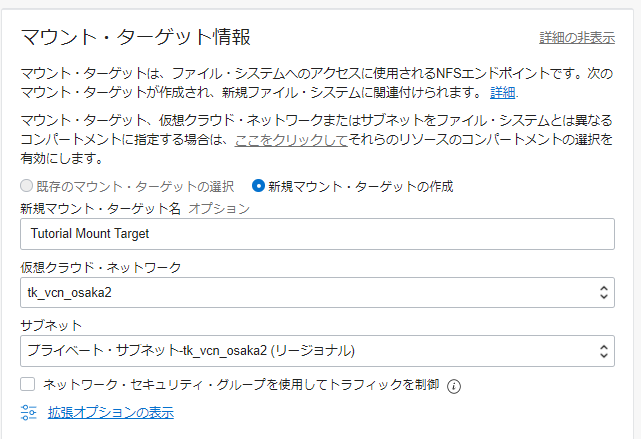 マウント・ターゲット情報
詳細の非表示
マウント・ターゲットは、ファイル・システムへのアクセスに使用されるNFSエンドポイントです。次の
マウント・ターゲットが作成され、新規ファイル・システムに関連付けられます。 詳細.
マウント・ターゲット、仮想クラウド・ネットワークまたはサブネットをファイル・システムとは異なる
コンパートメントに指定する場合は、ここをクリックしてそれらのリソースのコンパートメントの選択を
有効にします。
既存のマウント・ターゲットの選択 新規マウント・ターゲットの作成
新規マウント・ターゲット名 オプション
Tutorial Mount Target
仮想クラウド・ネットワーク
tk_vcn_osaka2
サブネット
プライベート・サブネット-tk_vcn_osaka2 (リージョナル)
ネットワーク・セキュリティ・グループを使用してトラフィックを制御
拡張オプションの表示